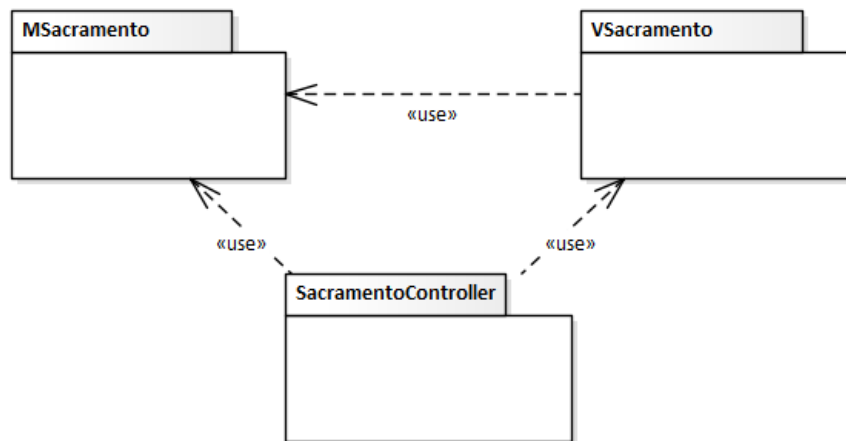 MSacramento
VSacramento
«use»
«use»
«use»
SacramentoController